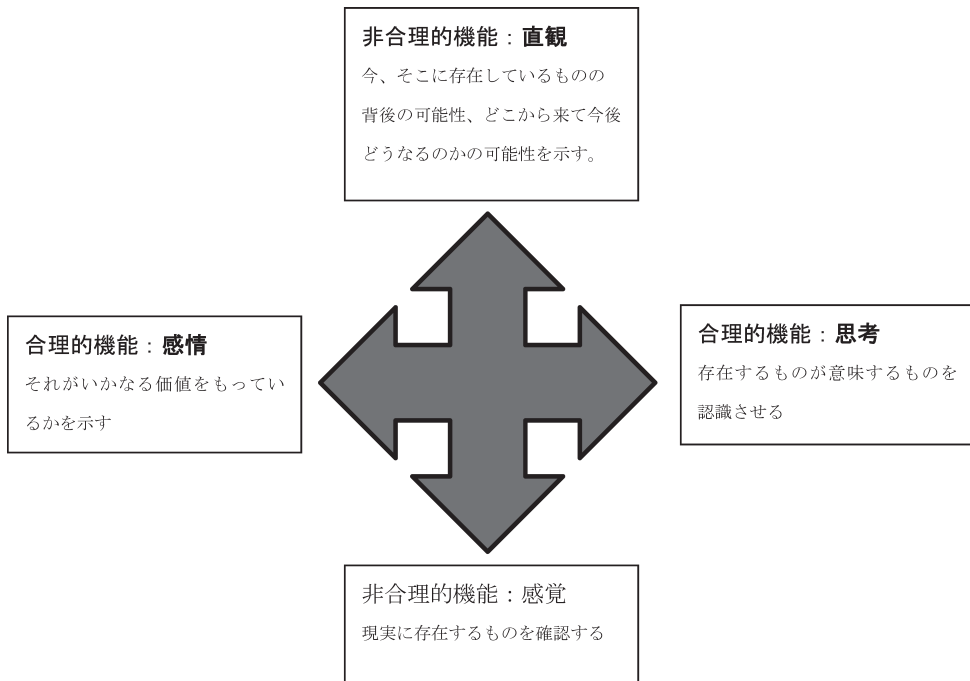 非合理的機能：直観
今、そこに存在しているものの
背後の可能性、どこから来て今後
どうなるのかの可能性を示す。
合理的機能：感情
それがいかなる価値をもってい
るかを示す
合理的機能：思考
存在するものが意味するものを
認識させる
非合理的機能：感覚
現実に存在するものを確認する